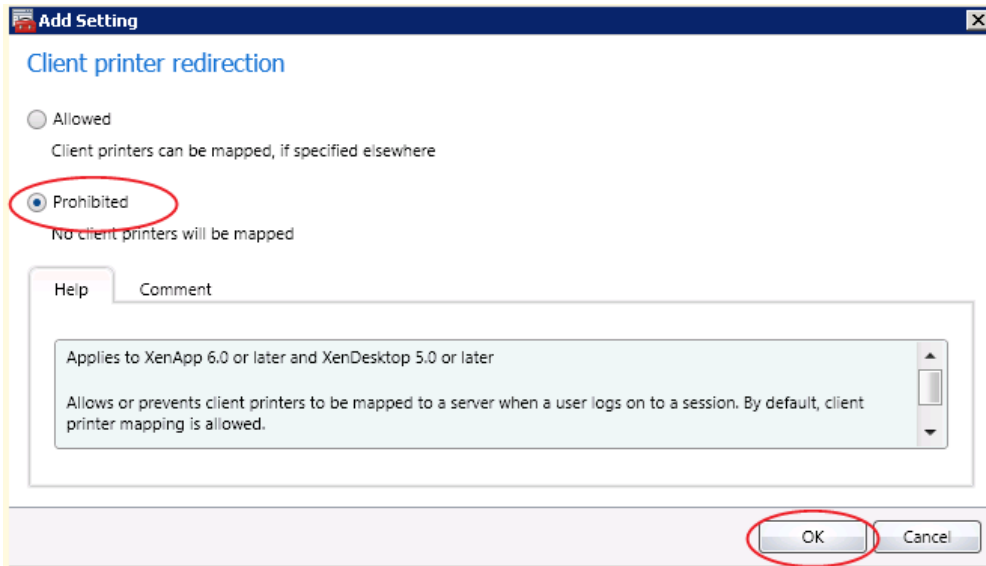 Add Setting
Client printer redirection
Allowed
Client printers can be mapped, if specified elsewhere
Prohibited
No client printers will be mapped
Help
Comment
Applies to XenApp 6.0 or later and XenDesktop 5.0 or later
Allows or prevents client printers to be mapped to a server when a user logs on to a session. By default, client
printer mapping is allowed.
OK
Cancel